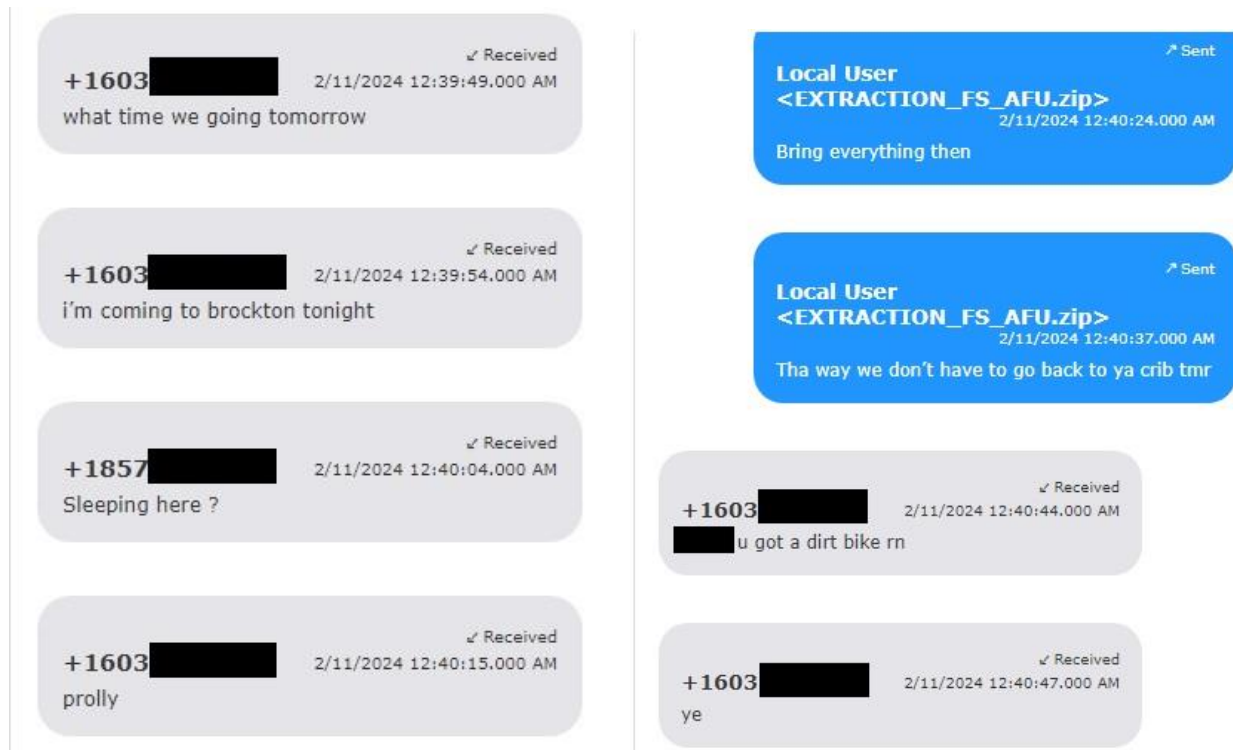 ↙ Received
+1603
2/11/2024 12:39:49.000 AM
what time we going tomorrow
↙ Received
+1603
2/11/2024 12:39:54.000 AM
i'm coming to brockton tonight
↙ Received
+1857
2/11/2024 12:40:04.000 AM
Sleeping here ?
↙ Received
+1603
2/11/2024 12:40:15.000 AM
prolly
↗ Sent
Local User
<EXTRACTION_FS_AFU.zip>
2/11/2024 12:40:24.000 AM
Bring everything then
↗ Sent
Local User
<EXTRACTION_FS_AFU.zip>
2/11/2024 12:40:37.000 AM
Tha way we don't have to go back to ya crib tmr
↙ Received
+1603
2/11/2024 12:40:44.000 AM
u got a dirt bike rn
↙ Received
+1603
2/11/2024 12:40:47.000 AM
ye